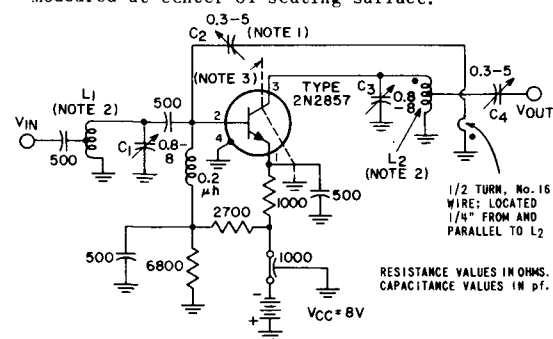 measured at center of seating surface.
0.3-5
C2 (NOTE 1)
(NOTE 3)
TYPE
2N2857
3
C3
0.8
-8
0.3-5
C4
VOUT
L1
(NOTE 2)
500
2
4
1
VIN
500
C1
0.8-
8
0.2
μh
L2
(NOTE 2)
1000
500
1/2 TURN, No.16
WIRE; LOCATED
1/4" FROM AND
PARALLEL TO L2
2700
500
6800
1000
-
+
VCC=8V
RESISTANCE VALUES IN OHMS.
CAPACITANCE VALUES IN pf.